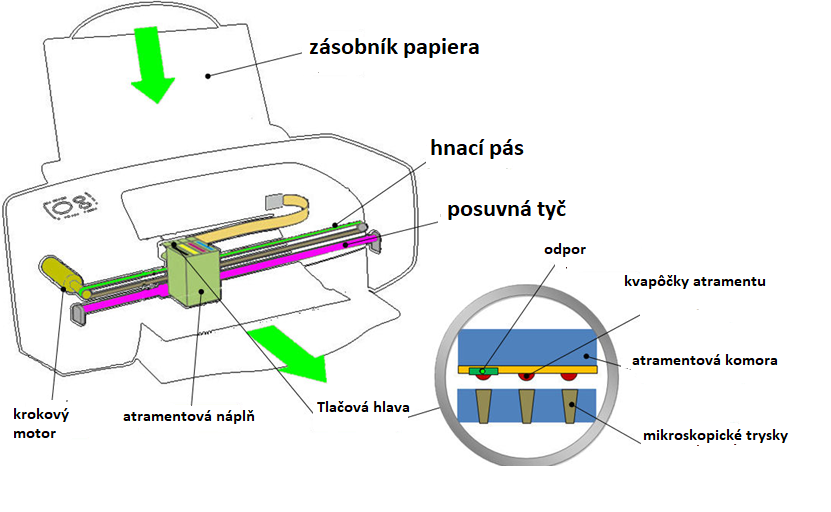 zásobník papiera
hnací pás
posuvná tyč
odpor
kvapôčky atramentu
atramentová komora
mikroskopické trysky
Tlačová hlava
atramentová náplň
krokový
motor